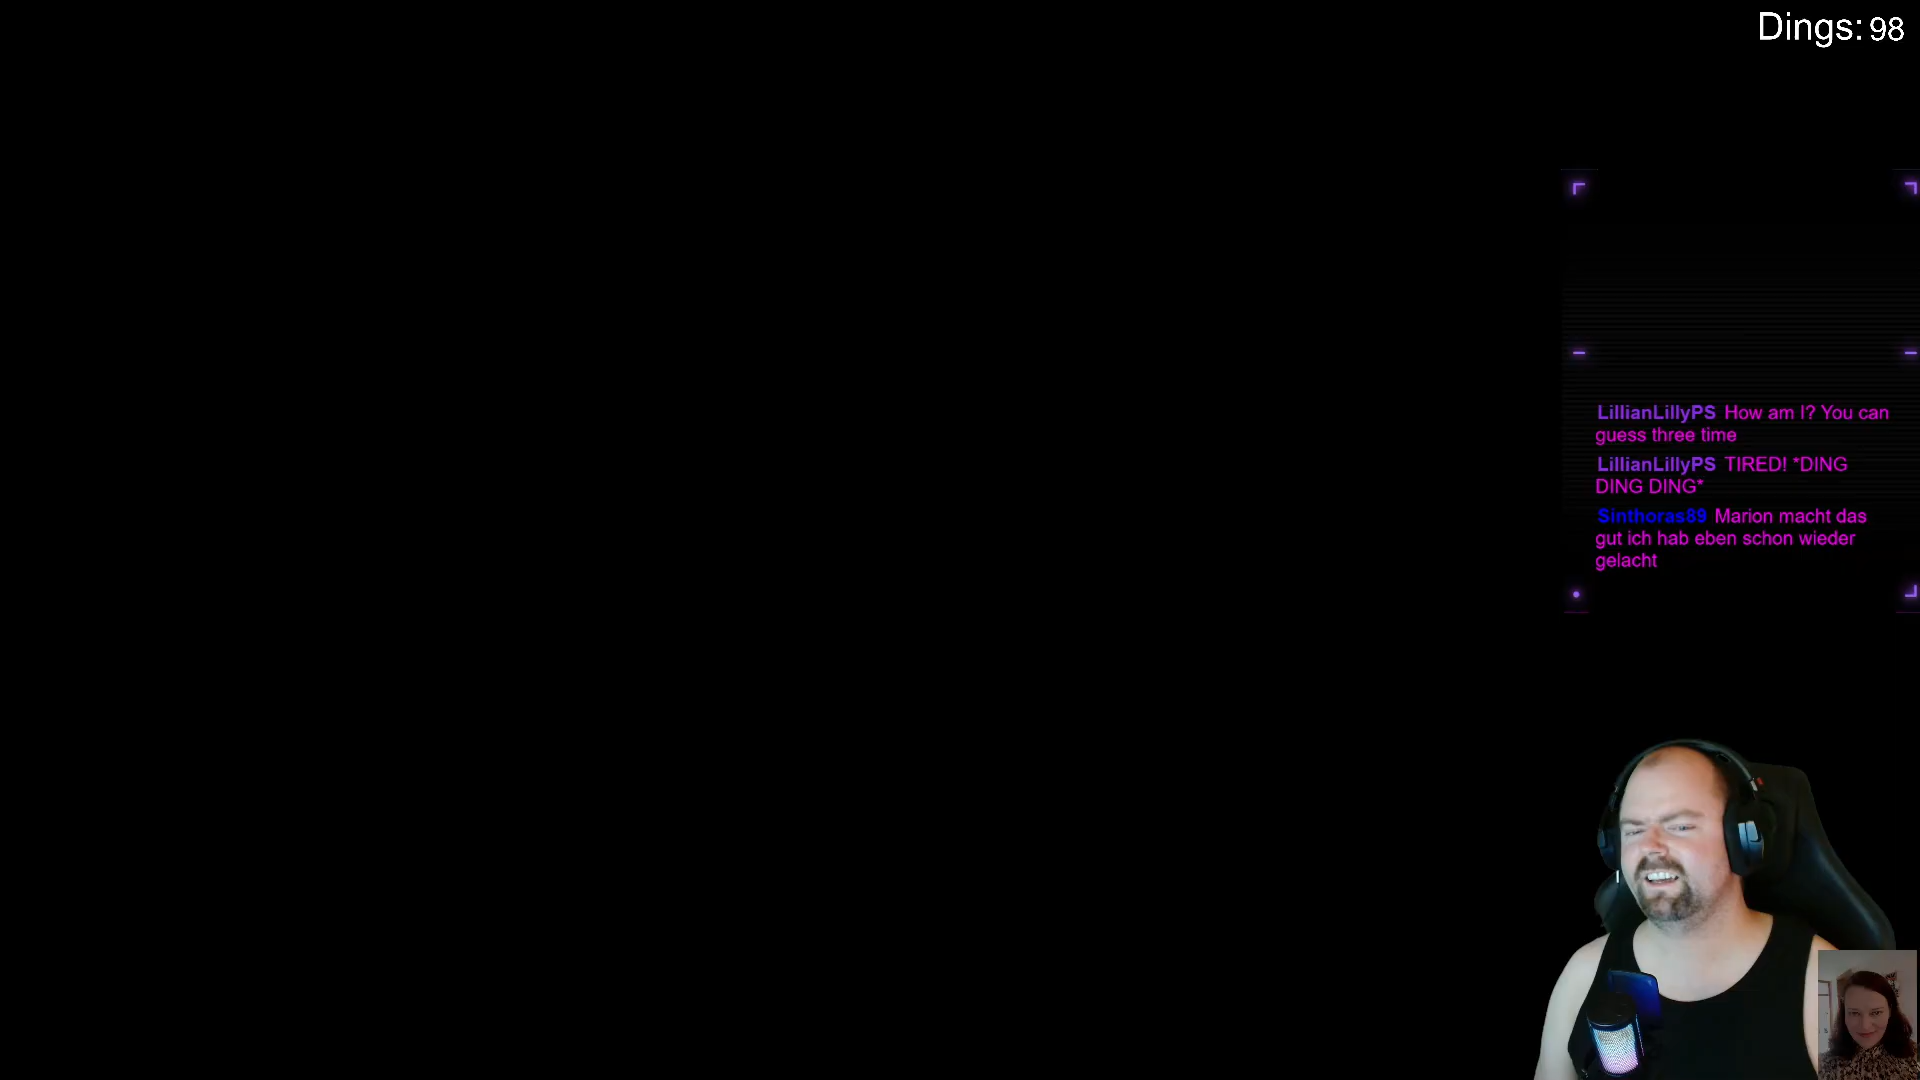 Dings: 98
LillianLillyPS How am I? You can
guess three time
LillianLillyPS TIRED! *DING
DING DING*
Sinthoras89 Marion macht das
gut ich hab eben schon wieder
gelacht